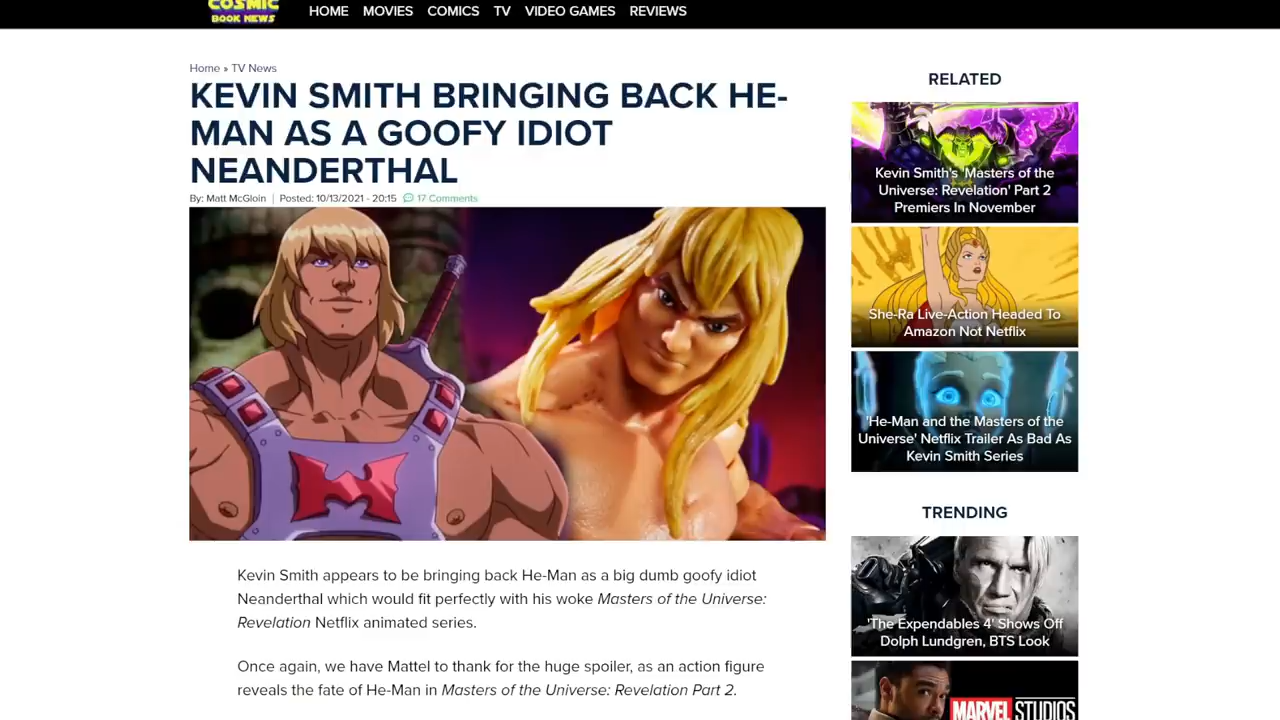 COSMIC
BOOK NEWS
HOME MOVIES COMICS TV VIDEO GAMES REVIEWS
Home » TV News
KEVIN SMITH BRINGING BACK HE-
MAN AS A GOOFY IDIOT
NEANDERTHAL
By: Matt McGloin | Posted: 10/13/2021 - 20:15 17 Comments
Kevin Smith appears to be bringing back He-Man as a big dumb goofy idiot
Neanderthal which would fit perfectly with his woke Masters of the Universe:
Revelation Netflix animated series.
Once again, we have Mattel to thank for the huge spoiler, as an action figure
reveals the fate of He-Man in Masters of the Universe: Revelation Part 2.
RELATED
Kevin Smith's 'Masters of the
Universe: Revelation' Part 2
Premiers In November
She-Ra Live-Action Headed To
Amazon Not Netflix
'He-Man and the Masters of the
Universe' Netflix Trailer As Bad As
Kevin Smith Series
TRENDING
'The Expendables 4' Shows Off
Dolph Lundgren, BTS Look
MARVEL STUDIOS